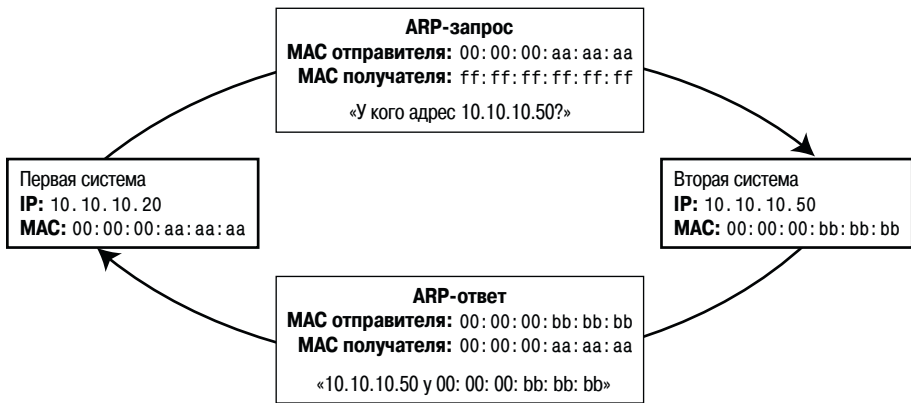 ARP-запрос
MAC отправителя: 00:00:00:aa:aa:aa
MAC получателя: ff:ff:ff:ff:ff:ff
«У кого адрес 10.10.10.50?»
Первая система
IP: 10.10.10.20
MAC: 00:00:00:aa:aa:aa
Вторая система
IP: 10.10.10.50
MAC: 00:00:00:bb:bb:bb
ARP-ответ
MAC отправителя: 00:00:00:bb:bb:bb
MAC получателя: 00:00:00:aa:aa:aa
«10.10.10.50 у 00: 00: 00: bb: bb: bb»